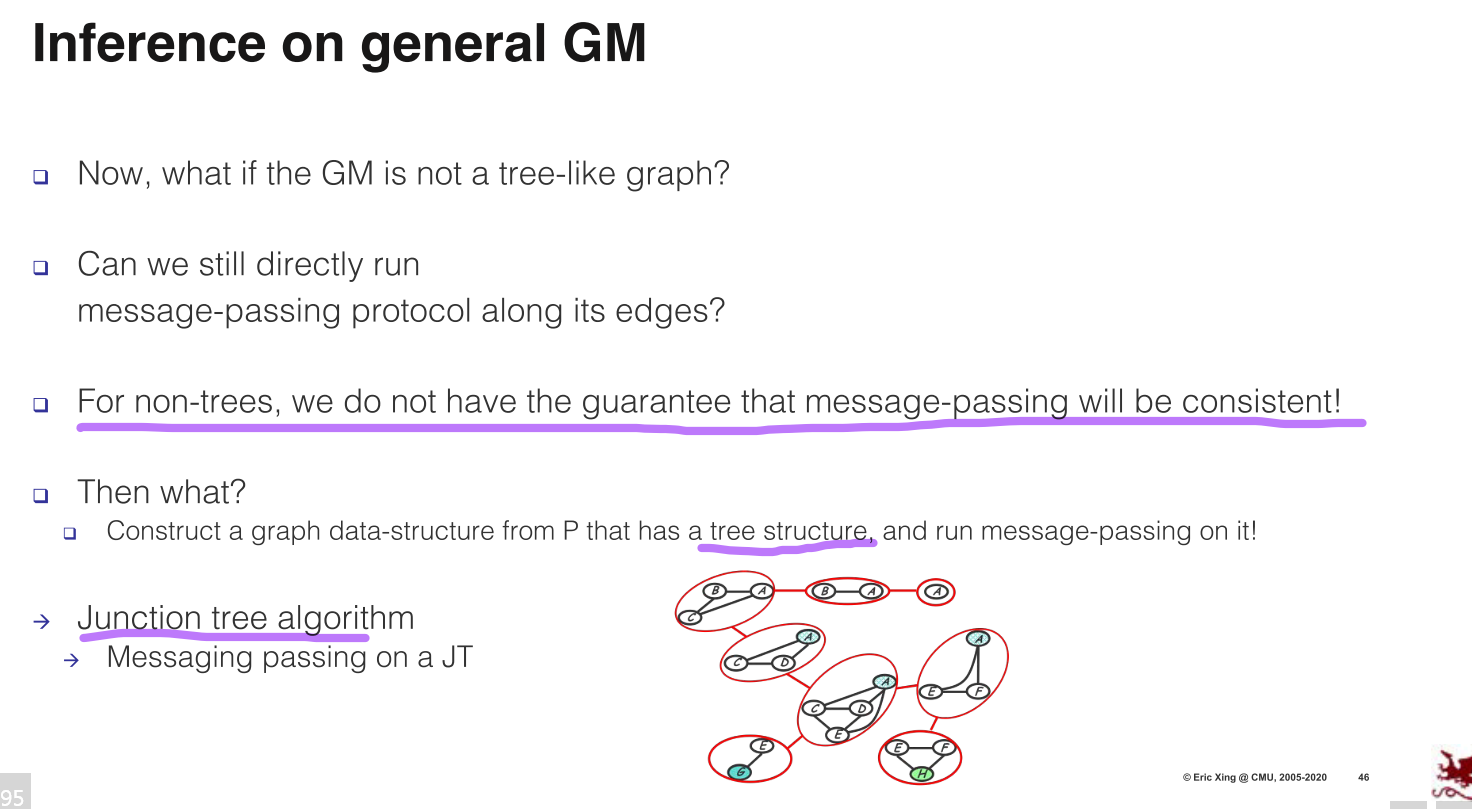 Inference on general GM
Now, what if the GM is not a tree-like graph?
Can we still directly run
message-passing protocol along its edges?
For non-trees, we do not have the guarantee that message-passing will be consistent!
Then what?
Construct a graph data-structure from P that has a tree structure, and run message-passing on it!
Junction tree algorithm
Messaging passing on a JT
B A B A A
C
A
C D
A
C D
E
A
E F
E
G
E F
H
© Eric Xing @ CMU, 2005-2020 46
95